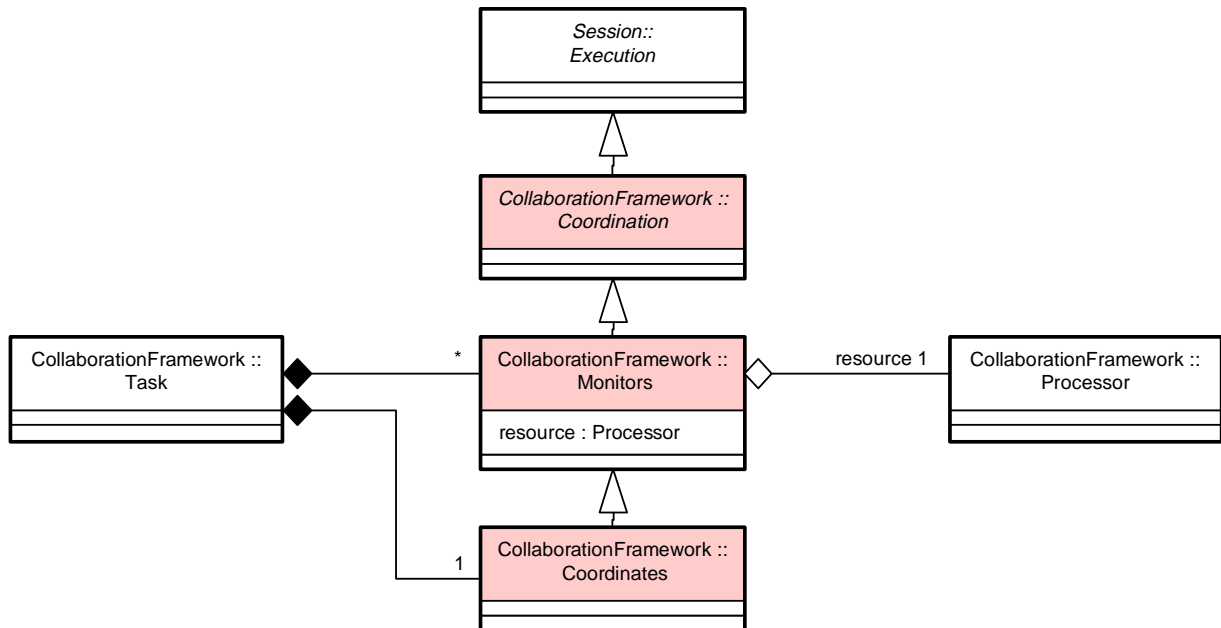 Session::
Execution
CollaborationFramework ::
Coordination
CollaborationFramework ::
Task
*
CollaborationFramework ::
Monitors
resource : Processor
resource 1
CollaborationFramework ::
Processor
1
CollaborationFramework ::
Coordinates